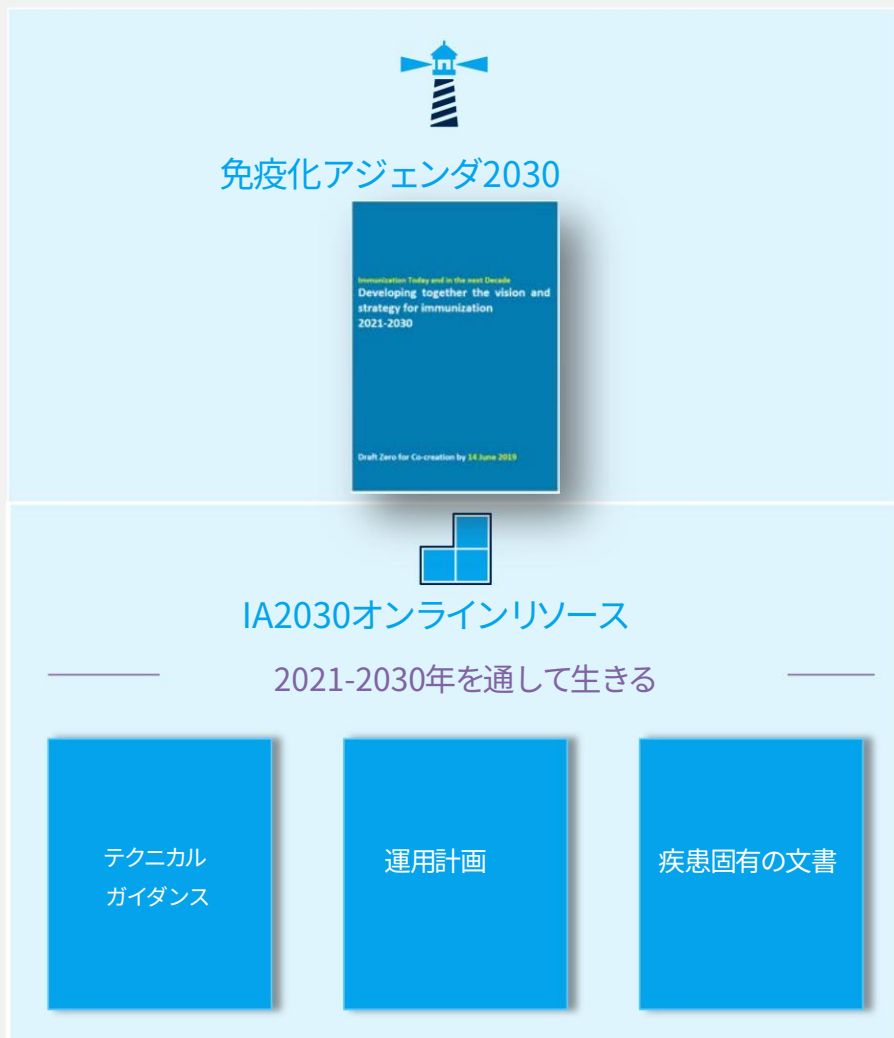 免疫化アジェンダ2030
Immunization Today and in the next Decade
Developing together the vision and
strategy for immunization
2021-2030
Draft Zero for Co-creation by 14 June 2019
IA2030オンラインリソース
2021-2030年を通して生きる
テクニカル
ガイダンス
運用計画
疾患固有の文書